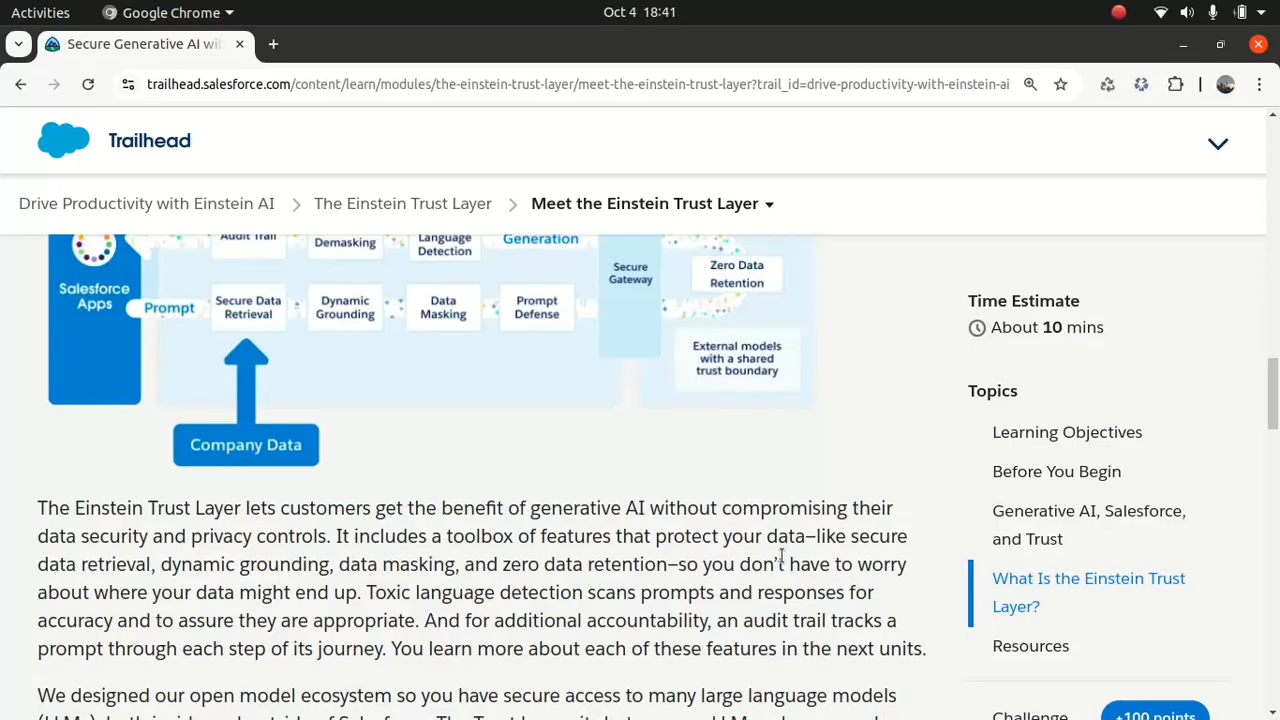 Activities Google Chrome Oct 4 18:41
Secure Generative AI wit
trailhead.salesforce.com/content/learn/modules/the-einstein-trust-layer/meet-the-einstein-trust-layer?trail_id=drive-productivity-with-einstein-ai
Trailhead
Drive Productivity with Einstein AI The Einstein Trust Layer Meet the Einstein Trust Layer
Salesforce
Apps
Audit Trail
Demasking
Language
Detection
Generation
Prompt
Secure Data
Retrieval
Dynamic
Grounding
Data
Masking
Prompt
Defense
Secure
Gateway
Zero Data
Retention
External models
with a shared
trust boundary
Company Data
The Einstein Trust Layer lets customers get the benefit of generative AI without compromising their
data security and privacy controls. It includes a toolbox of features that protect your data—like secure
data retrieval, dynamic grounding, data masking, and zero data retention—so you don't have to worry
about where your data might end up. Toxic language detection scans prompts and responses for
accuracy and to assure they are appropriate. And for additional accountability, an audit trail tracks a
prompt through each step of its journey. You learn more about each of these features in the next units.
We designed our open model ecosystem so you have secure access to many large language models
Time Estimate
About 10 mins
Topics
Learning Objectives
Before You Begin
Generative AI, Salesforce,
and Trust
What Is the Einstein Trust
Layer?
Resources
Challenge +100 points